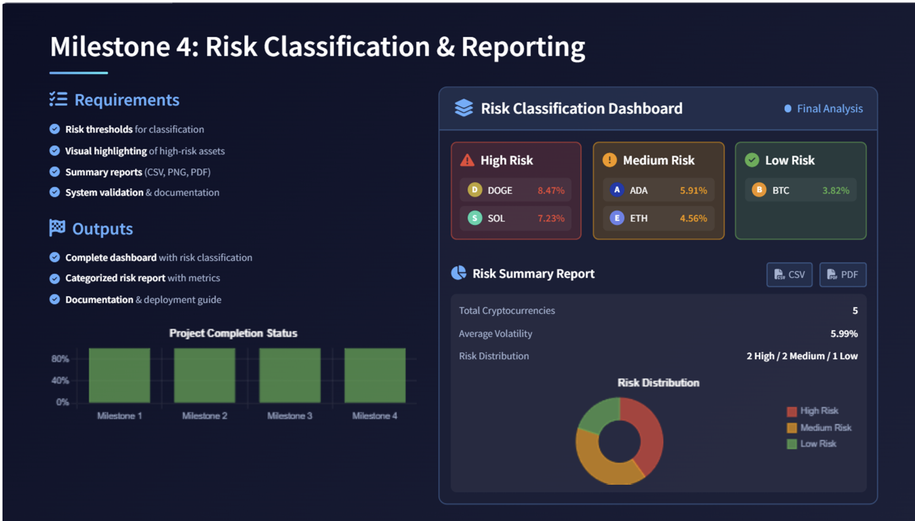 Milestone 4: Risk Classification & Reporting
Requirements
Risk thresholds for classification
Visual highlighting of high-risk assets
Summary reports (CSV, PNG, PDF)
System validation & documentation
Outputs
Complete dashboard with risk classification
Categorized risk report with metrics
Documentation & deployment guide
Project Completion Status
80%
40%
0%
Milestone 1 Milestone 2 Milestone 3 Milestone 4
Risk Classification Dashboard
Final Analysis
High Risk
D DOGE 8.47%
S SOL 7.23%
Medium Risk
A ADA 5.91%
E ETH 4.56%
Low Risk
B BTC 3.82%
Risk Summary Report
CSV PDF
Total Cryptocurrencies 5
Average Volatility 5.99%
Risk Distribution 2 High / 2 Medium / 1 Low
Risk Distribution
High Risk
Medium Risk
Low Risk